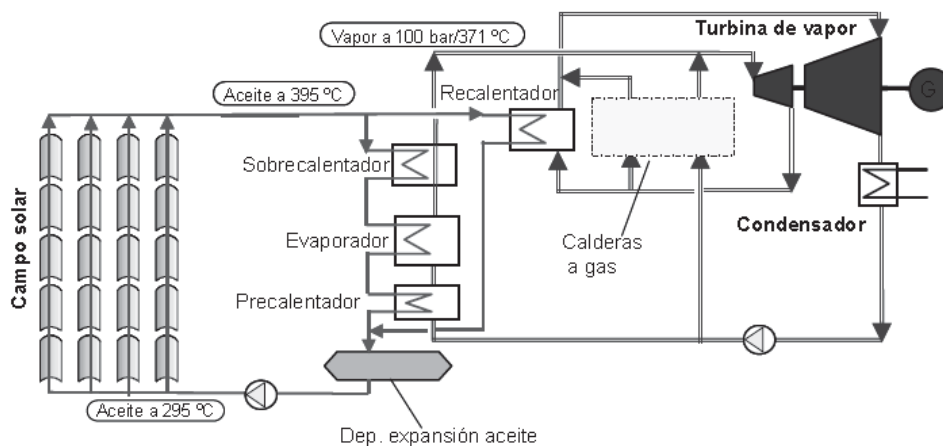 Turbina de vapor
Vapor a 100 bar/371 ºC
Recalentador
Aceite a 395 ºC
G
Sobrecalentador
Campo solar
Evaporador
Calderas
a gas
Condensador
Precalentador
Aceite a 295 ºC
Dep. expansión aceite